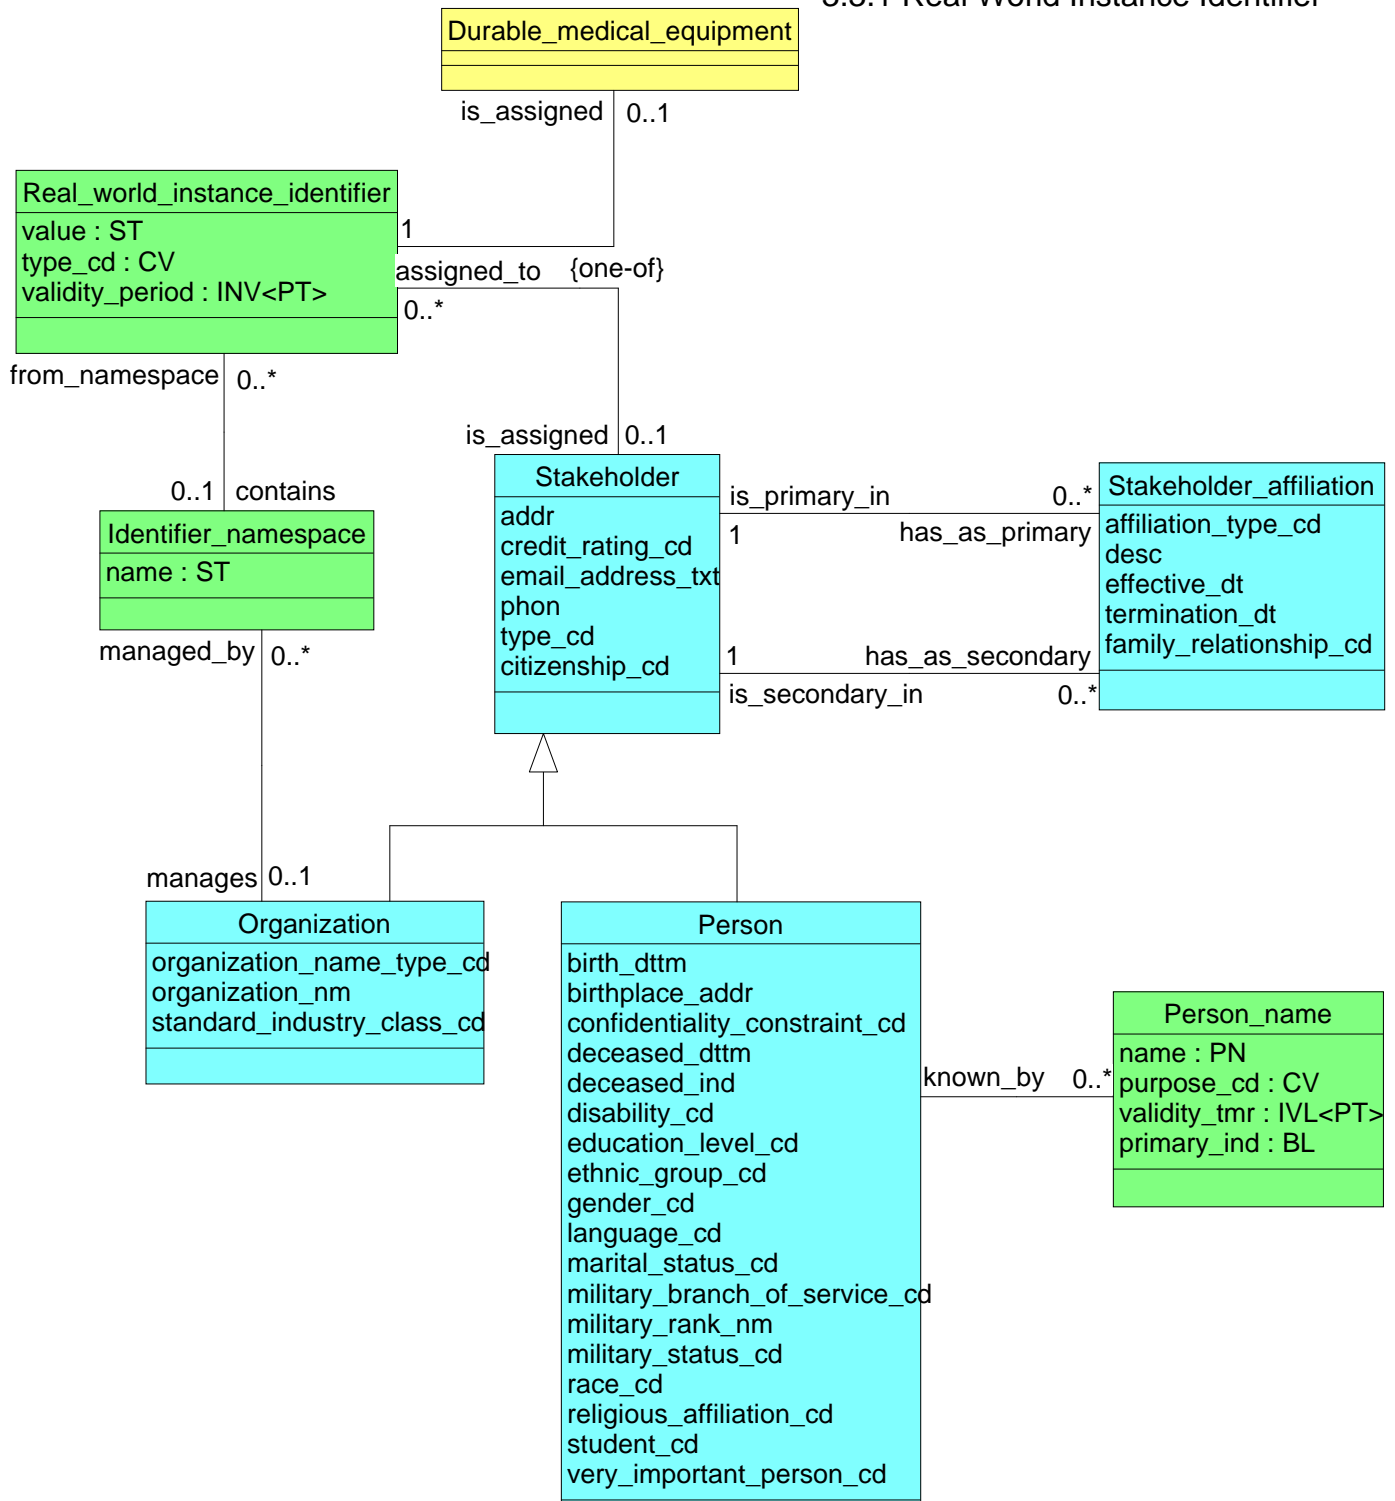 Durable_medical_equipment
is_assigned
0..1
Real_world_instance_identifier
value : ST
type_cd : CV
validity_period : INV<PT>
1
assigned_to
{one-of}
0..*
from_namespace
0..*
is_assigned
0..1
0..1
contains
Identifier_namespace
name : ST
managed_by
0..*
Stakeholder
addr
credit_rating_cd
email_address_txt
phon
type_cd
citizenship_cd
is_primary_in
0..*
1
has_as_primary
1
has_as_secondary
is_secondary_in
0..*
Stakeholder_affiliation
affiliation_type_cd
desc
effective_dt
termination_dt
family_relationship_cd
manages
0..1
Organization
organization_name_type_cd
organization_nm
standard_industry_class_cd
Person
birth_dttm
birthplace_addr
confidentiality_constraint_cd
deceased_dttm
deceased_ind
disability_cd
education_level_cd
ethnic_group_cd
gender_cd
language_cd
marital_status_cd
military_branch_of_service_cd
military_rank_nm
military_status_cd
race_cd
religious_affiliation_cd
student_cd
very_important_person_cd
known_by
0..*
Person_name
name : PN
purpose_cd : CV
validity_tmr : IVL<PT>
primary_ind : BL